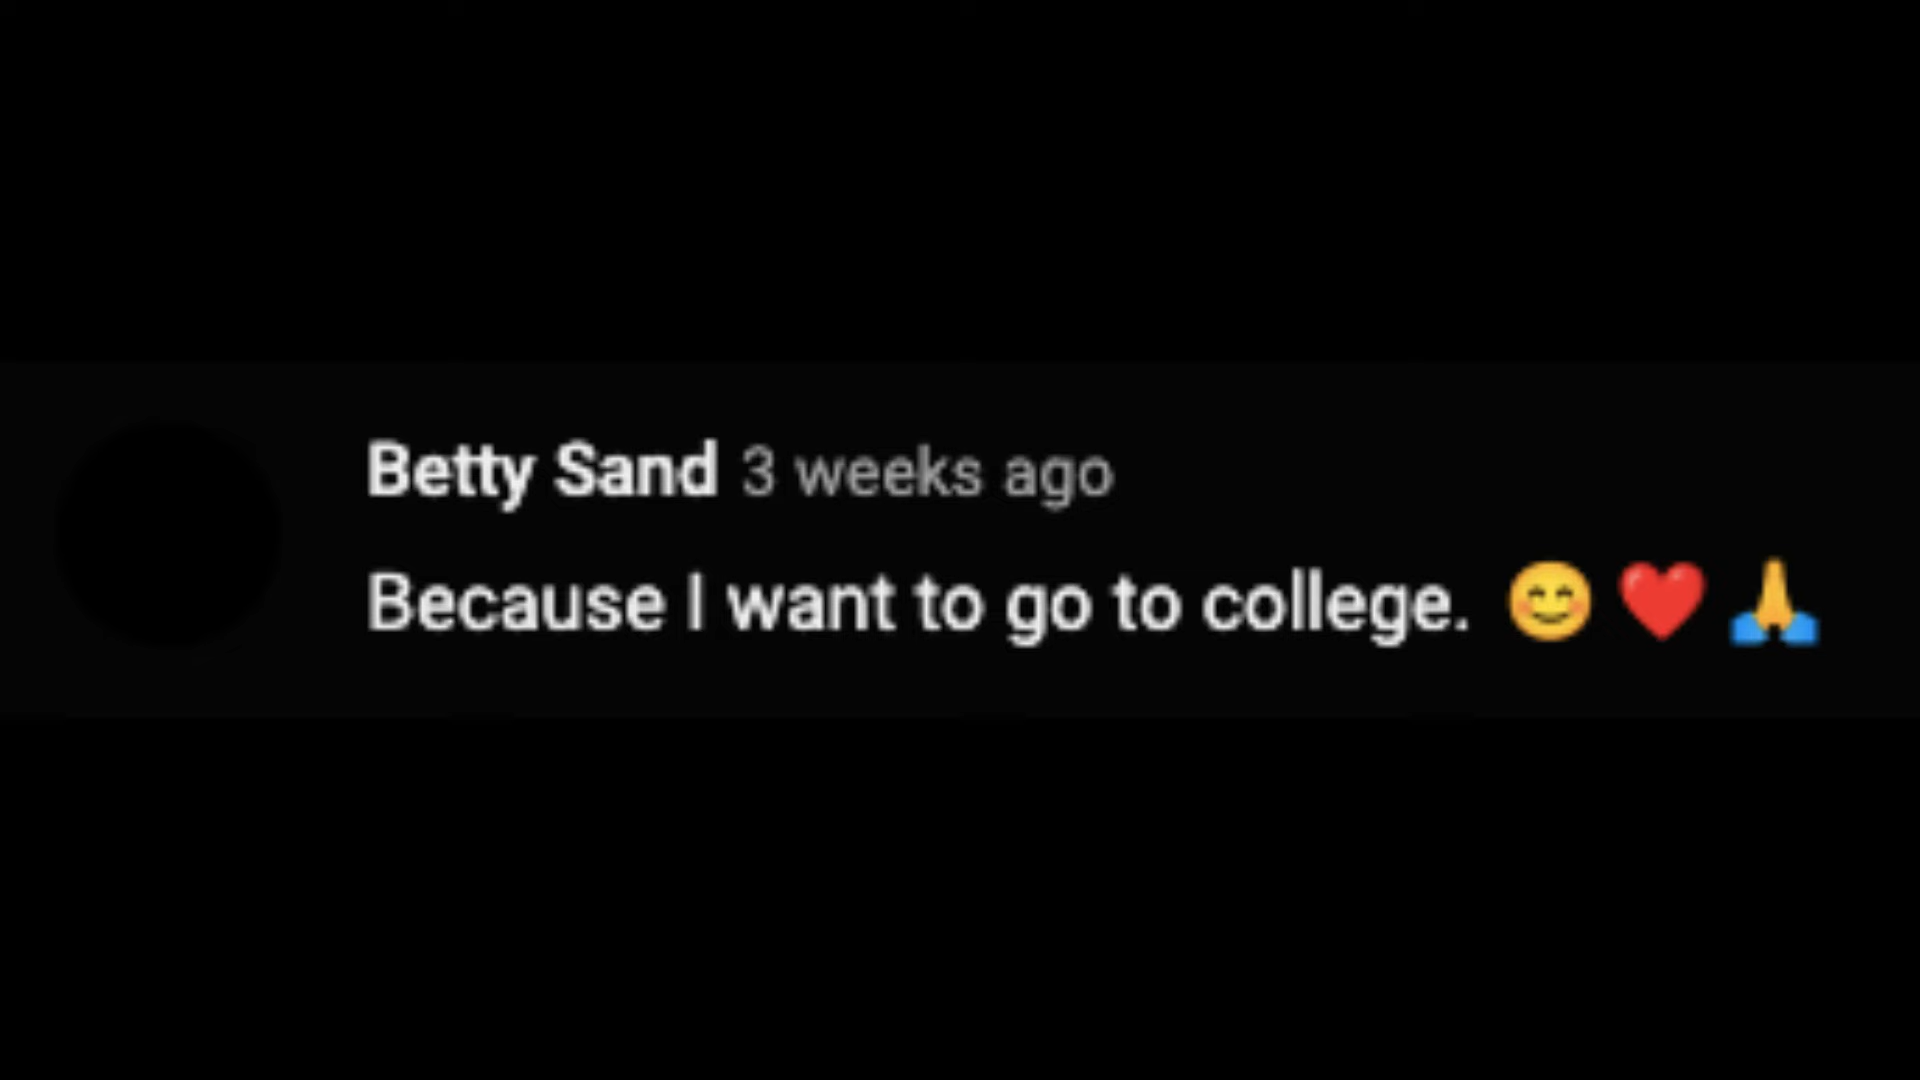 Betty Sand 3 weeks ago
Because I want to go to college. 😊 ❤️ 🙏